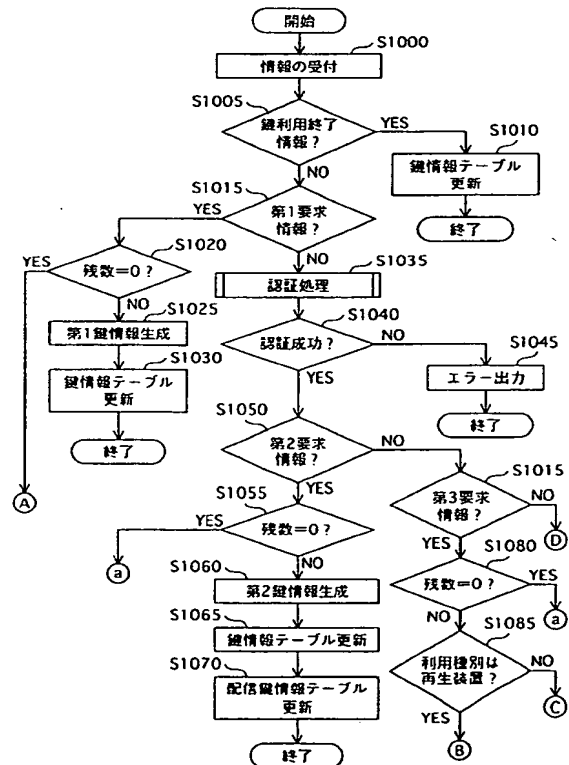 開始
S1000
情報の受付
S1005
鍵利用終了
情報？
YES
S1010
鍵情報テーブル
更新
終了
NO
S1015
YES
第1要求
情報？
S1020
YES
残数=0？
NO
S1035
認証処理
NO
S1025
第1鍵情報生成
S1040
認証成功？
NO
S1045
エラー出力
終了
S1030
鍵情報テーブル
更新
終了
YES
S1050
第2要求
情報？
NO
S1015
第3要求
情報？
NO
D
A
YES
S1055
YES
残数=0？
a
YES
S1080
残数=0？
YES
a
NO
S1060
第2鍵情報生成
NO
S1085
利用種別は
再生装置？
NO
C
S1065
鍵情報テーブル更新
S1070
配信鍵情報テーブル
更新
YES
B
終了